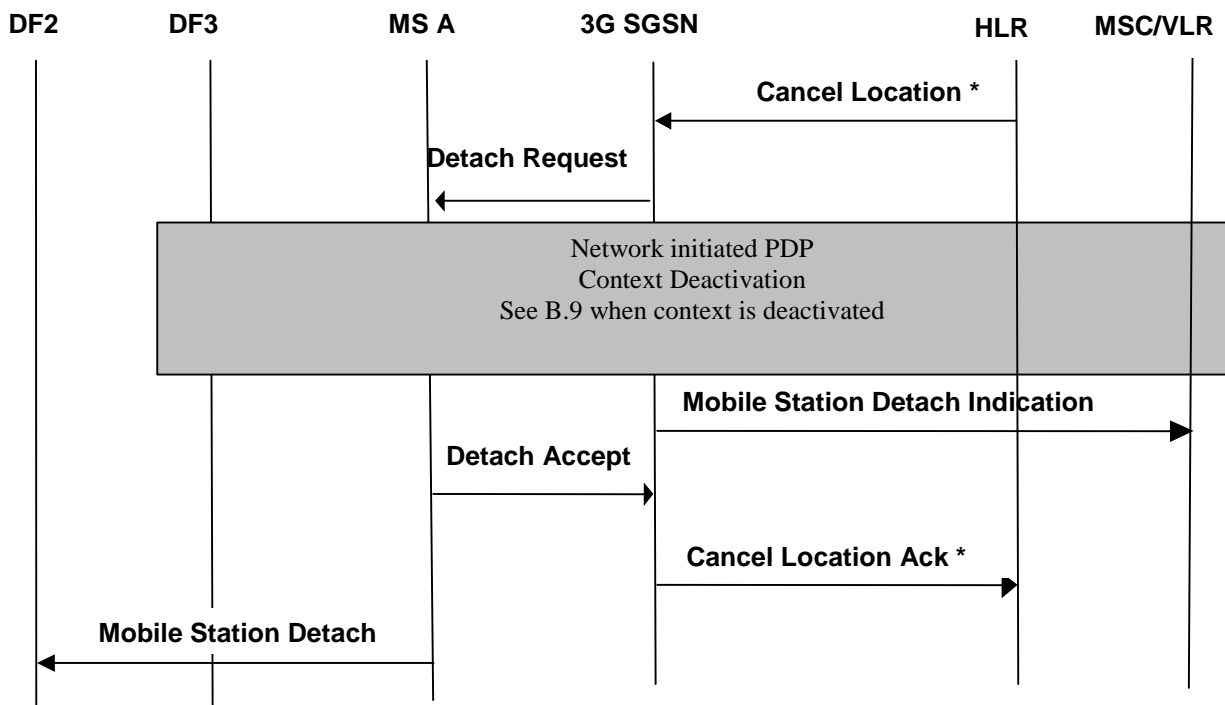 DF2 DF3 MS A 3G SGSN HLR MSC/VLR
Cancel Location *
Detach Request
Network initiated PDP
Context Deactivation
See B.9 when context is deactivated
Mobile Station Detach Indication
Detach Accept
Cancel Location Ack *
Mobile Station Detach